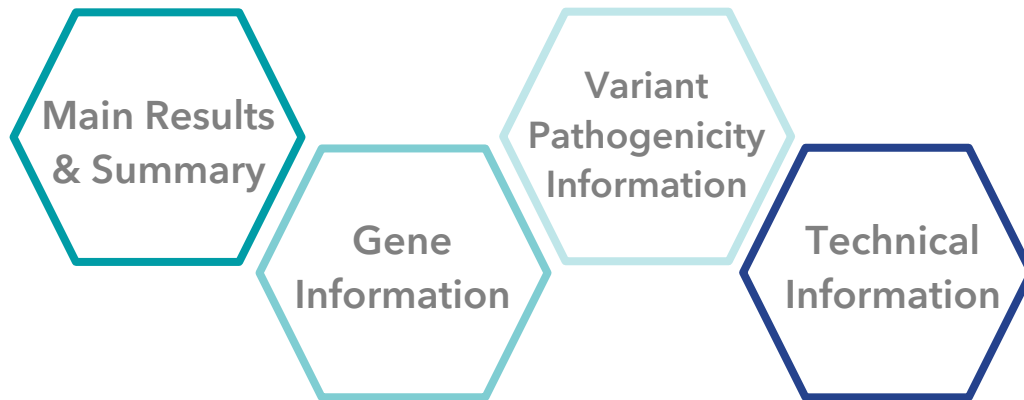 Main Results
& Summary
Gene
Information
Variant
Pathogenicity
Information
Technical
Information